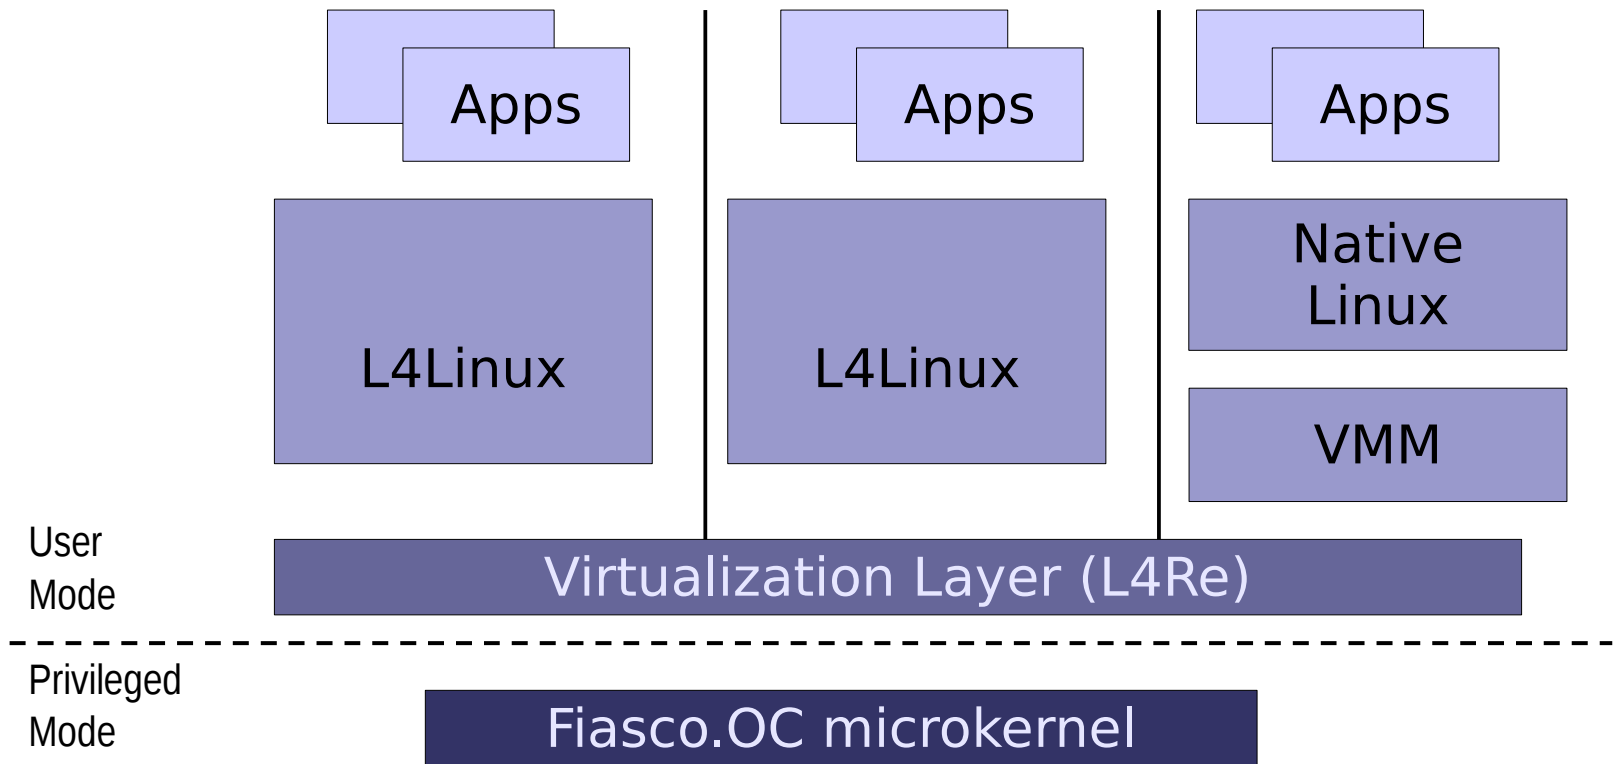 Apps
Apps
Apps
L4Linux
L4Linux
Native
Linux
VMM
User
Mode
Virtualization Layer (L4Re)
Privileged
Mode
Fiasco.OC microkernel